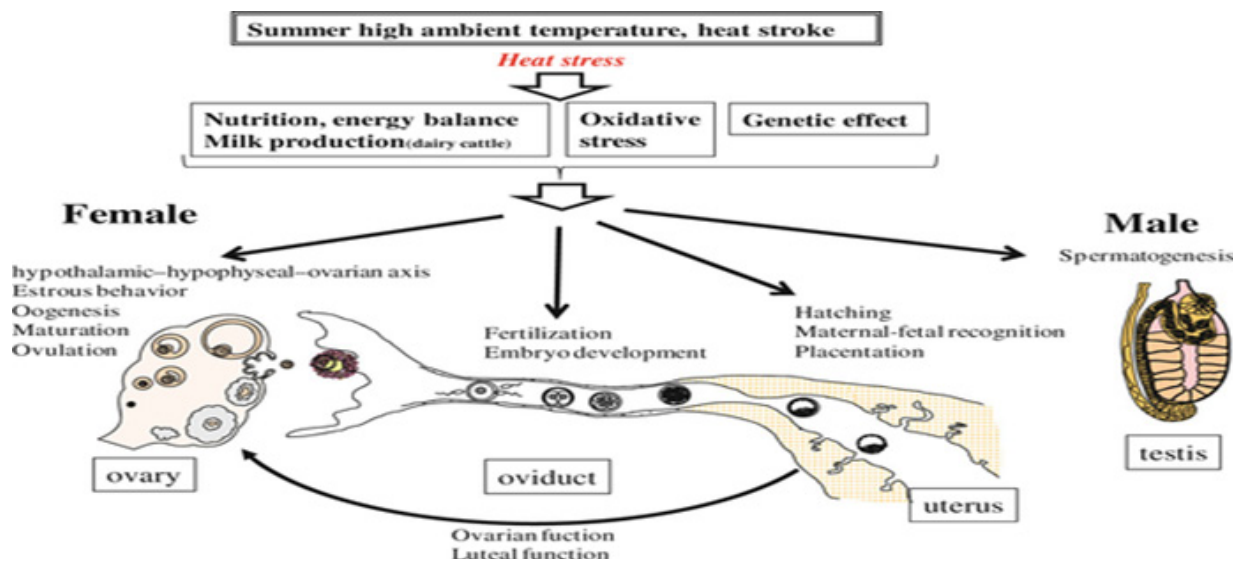 Summer high ambient temperature, heat stroke
Heat stress
Nutrition, energy balance
Milk production(dairy cattle)
Oxidative
stress
Genetic effect
Female
Male
hypothalamic–hypophyseal–ovarian axis
Estrous behavior
Oogenesis
Maturation
Ovulation
Fertilization
Embryo development
Hatching
Maternal-fetal recognition
Placentation
Spermatogenesis
ovary
oviduct
uterus
testis
Ovarian fuction
Luteal function